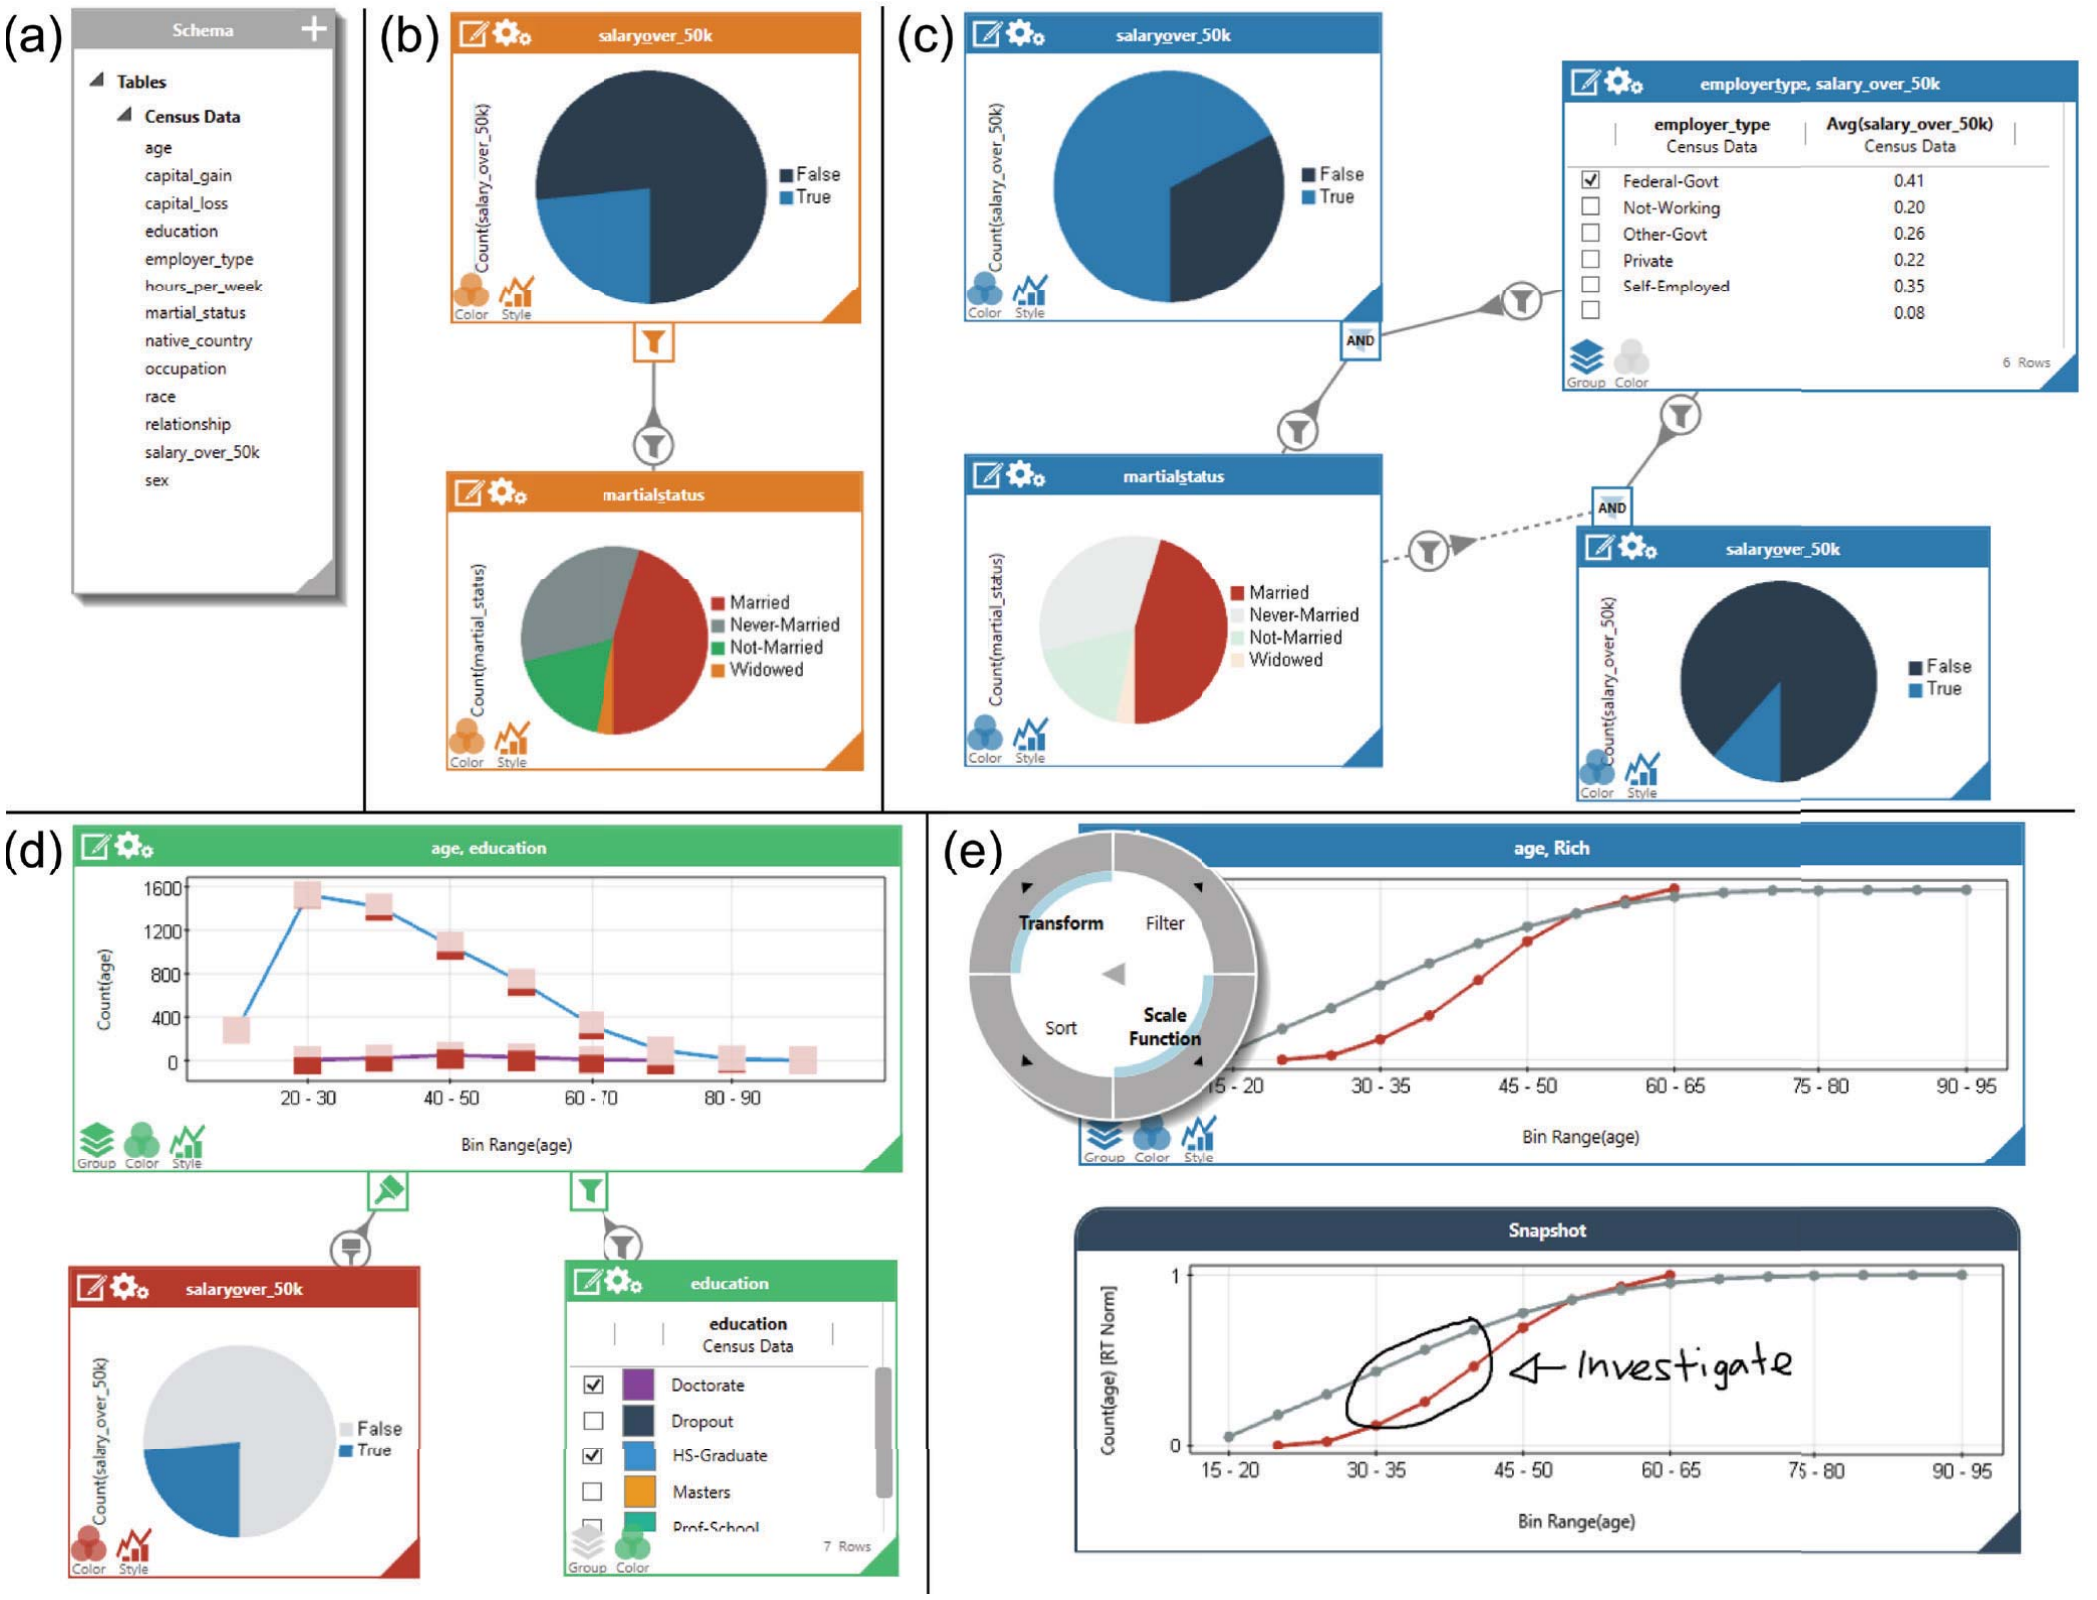 (a)
Schema +
Tables
Census Data
age
capital_gain
capital_loss
education
employer_type
hours_per_week
martial_status
native_country
occupation
race
relationship
salary_over_50k
sex
(b)
salaryover_50k
Count(salary_over_50k)
False
True
Color Style
martialstatus
Count(martial_status)
Married
Never-Married
Not-Married
Widowed
Color Style
(c)
salaryover_50k
Count(salary_over_50k)
False
True
Color Style
employertype, salary_over_50k
employer_type Avg(salary_over_50k)
Census Data Census Data
Federal-Govt 0.41
Not-Working 0.20
Other-Govt 0.26
Private 0.22
Self-Employed 0.35
0.08
6 Rows
Group Color
AND
martialstatus
Count(martial_status)
Married
Never-Married
Not-Married
Widowed
Color Style
AND
salaryover_50k
Count(salary_over_50k)
False
True
Color Style
(d)
age, education
Count(age)
1600
1200
800
400
0
20 - 30 40 - 50 60 - 70 80 - 90
Bin Range(age)
Group Color Style
salaryover_50k
Count(salary_over_50k)
False
True
Color Style
education
education
Census Data
Doctorate
Dropout
HS-Graduate
Masters
Prof-School
7 Rows
Group Color
(e)
age, Rich
Transform
Filter
Sort
Scale
Function
15 - 20 30 - 35 45 - 50 60 - 65 75 - 80 90 - 95
Bin Range(age)
Group Color Style
Snapshot
Count(age) [RT Norm]
1
0
Investigate
15 - 20 30 - 35 45 - 50 60 - 65 75 - 80 90 - 95
Bin Range(age)